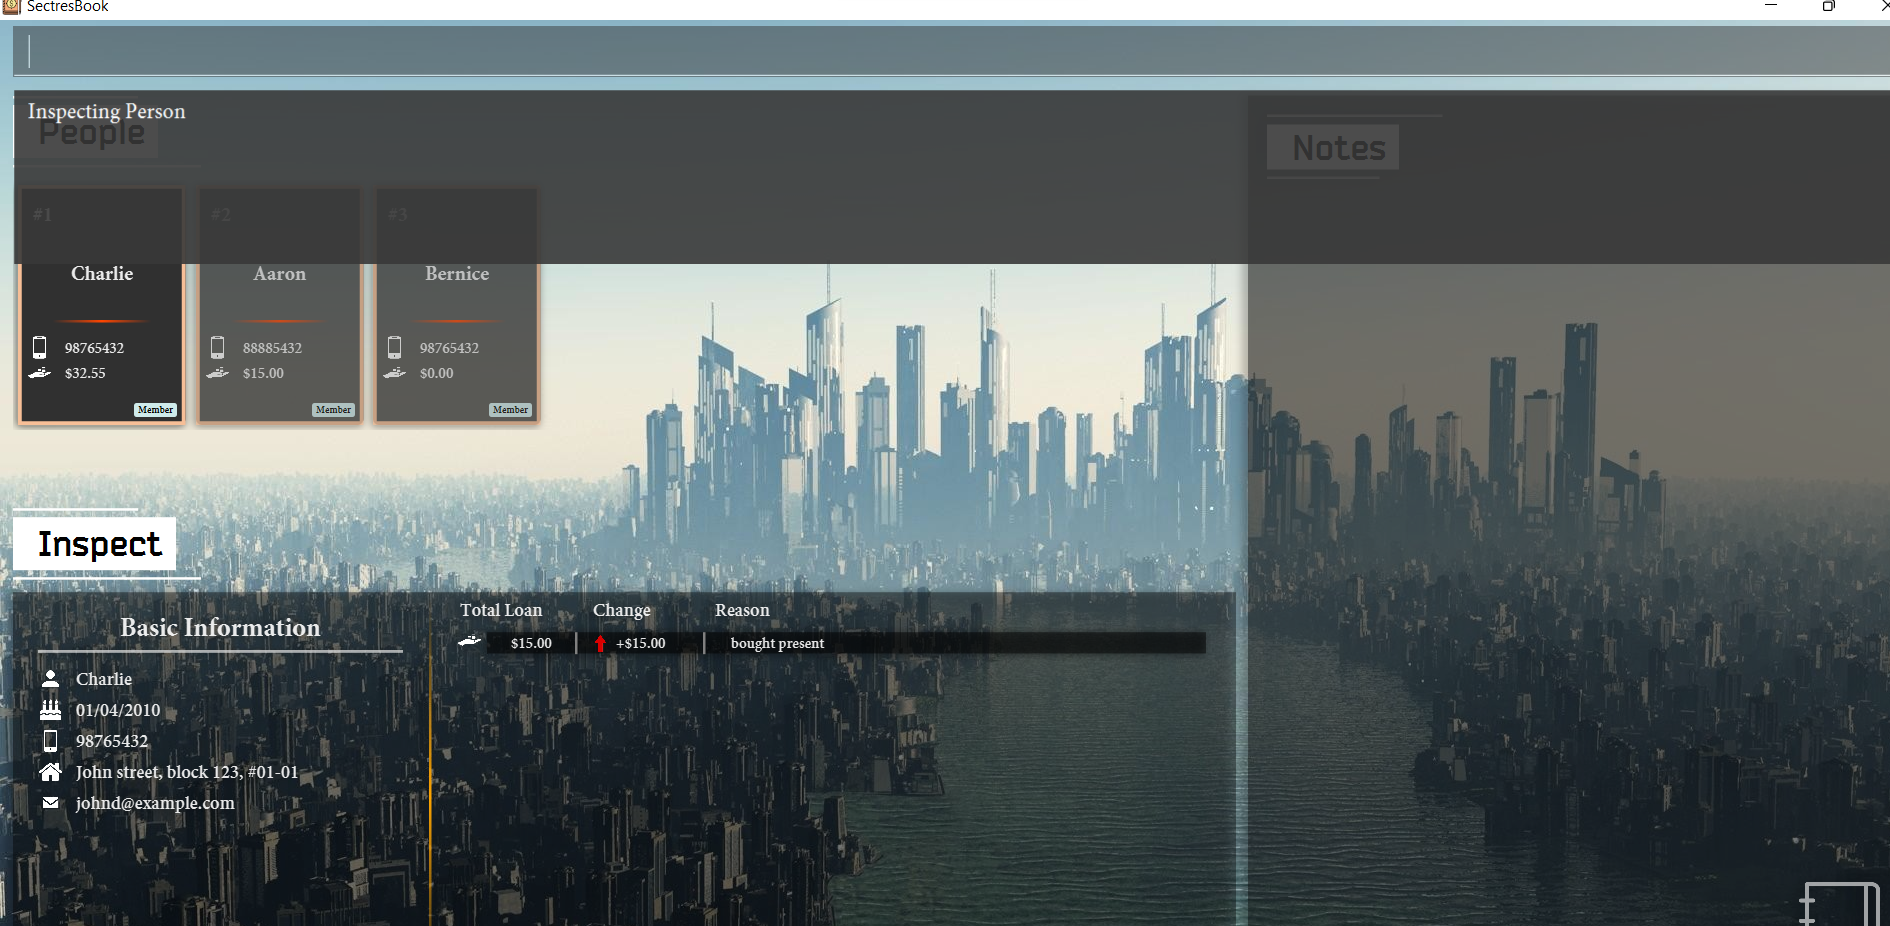 SectresBook
Inspecting Person
People
Notes
#1
#2
#3
Charlie
Aaron
Bernice
98765432
88885432
98765432
$32.55
$15.00
$0.00
Member
Member
Member
Inspect
Basic Information
Charlie
01/04/2010
98765432
John street, block 123, #01-01
johnd@example.com
Total Loan Change Reason
$15.00 +$15.00 bought present